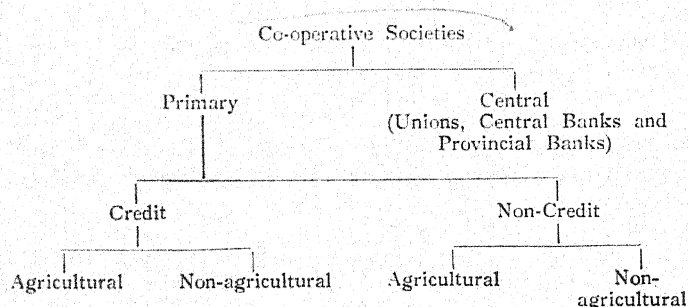 Co-operative Societies
Primary
Central
(Unions, Central Banks and
Provincial Banks)
Credit
Non-Credit
Agricultural
Non-agricultural
Agricultural
Non-
agricultural